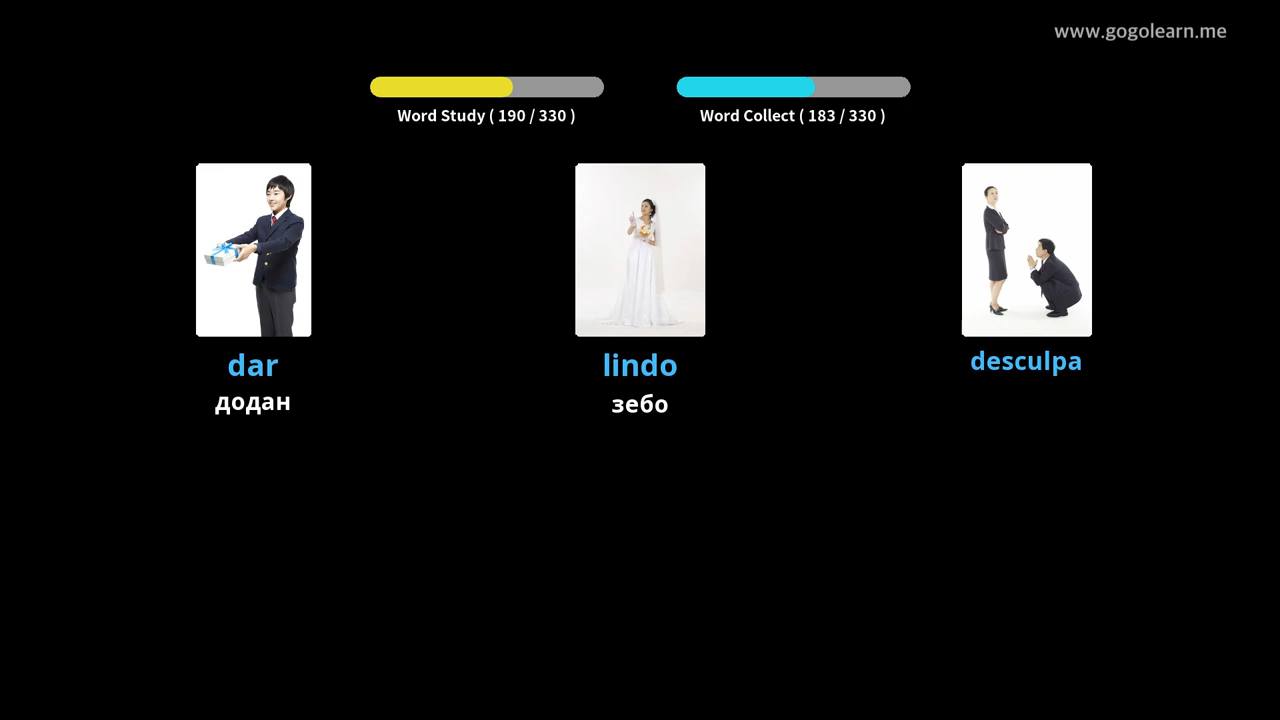 www.gogolearn.me
Word Study ( 190 / 330 )
Word Collect ( 183 / 330 )
dar
lindo
desculpa
додан
зебо